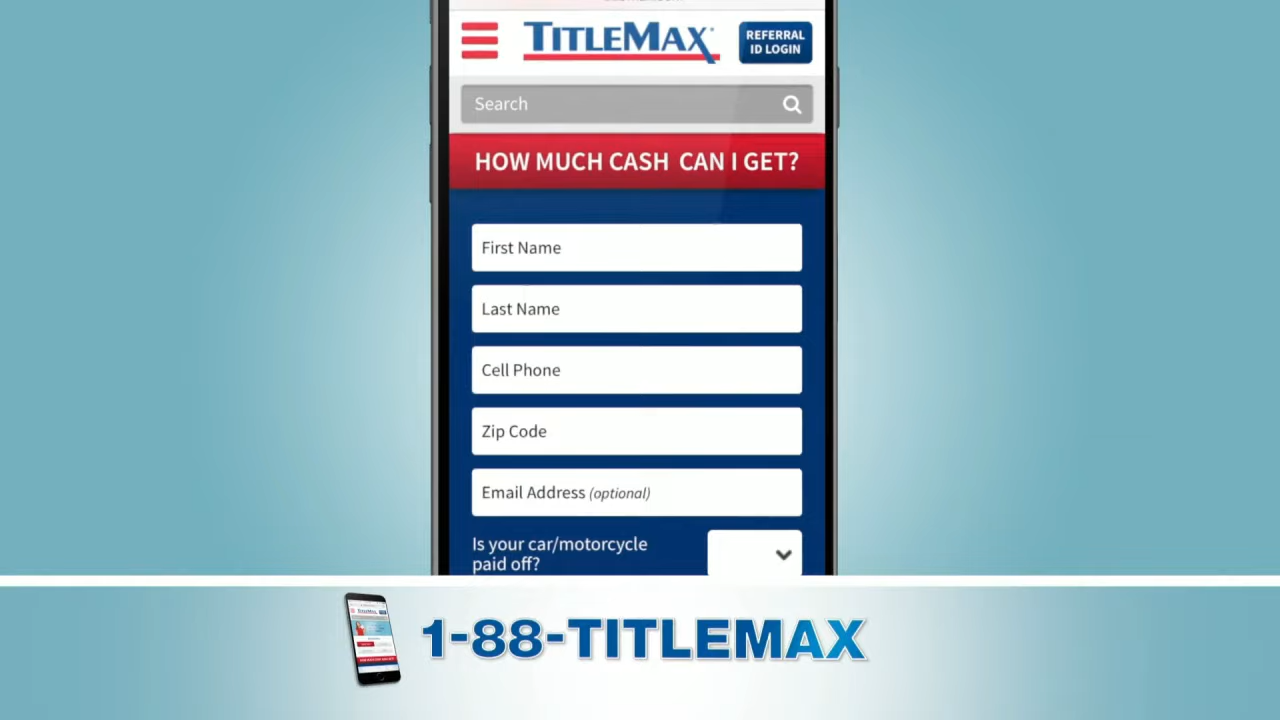 TITLEMAX
REFERRAL
ID LOGIN
Search
HOW MUCH CASH CAN I GET?
First Name
Last Name
Cell Phone
Zip Code
Email Address (optional)
Is your car/motorcycle
paid off?
1-88-TITLEMAX